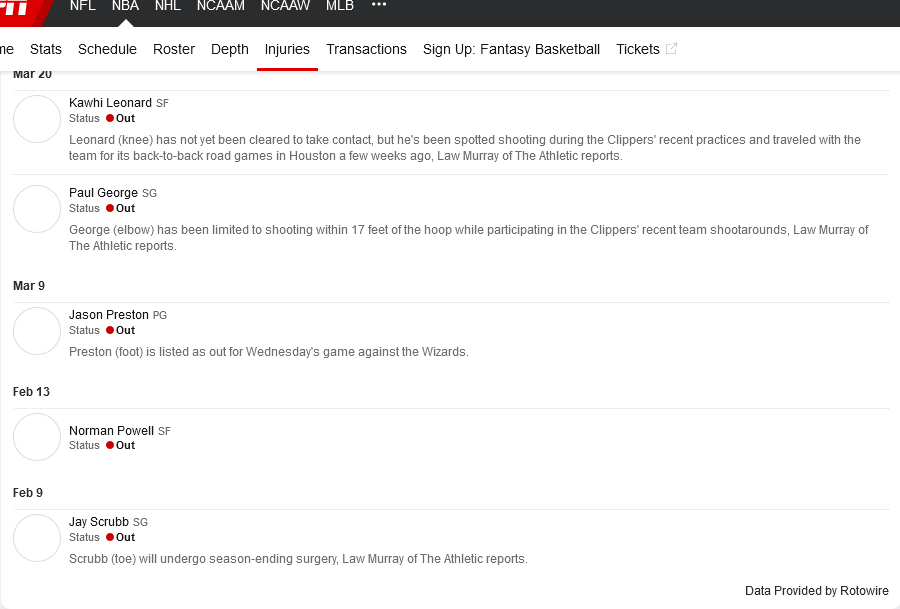 NFL NBA NHL NCAAM NCAAW MLB •••
me Stats Schedule Roster Depth Injuries Transactions Sign Up: Fantasy Basketball Tickets
Mar 20
Kawhi Leonard SF
Status Out
Leonard (knee) has not yet been cleared to take contact, but he's been spotted shooting during the Clippers' recent practices and traveled with the
team for its back-to-back road games in Houston a few weeks ago, Law Murray of The Athletic reports.
Paul George SG
Status Out
George (elbow) has been limited to shooting within 17 feet of the hoop while participating in the Clippers' recent team shootarounds, Law Murray of
The Athletic reports.
Mar 9
Jason Preston PG
Status Out
Preston (foot) is listed as out for Wednesday's game against the Wizards.
Feb 13
Norman Powell SF
Status Out
Feb 9
Jay Scrubb SG
Status Out
Scrubb (toe) will undergo season-ending surgery, Law Murray of The Athletic reports.
Data Provided by Rotowire